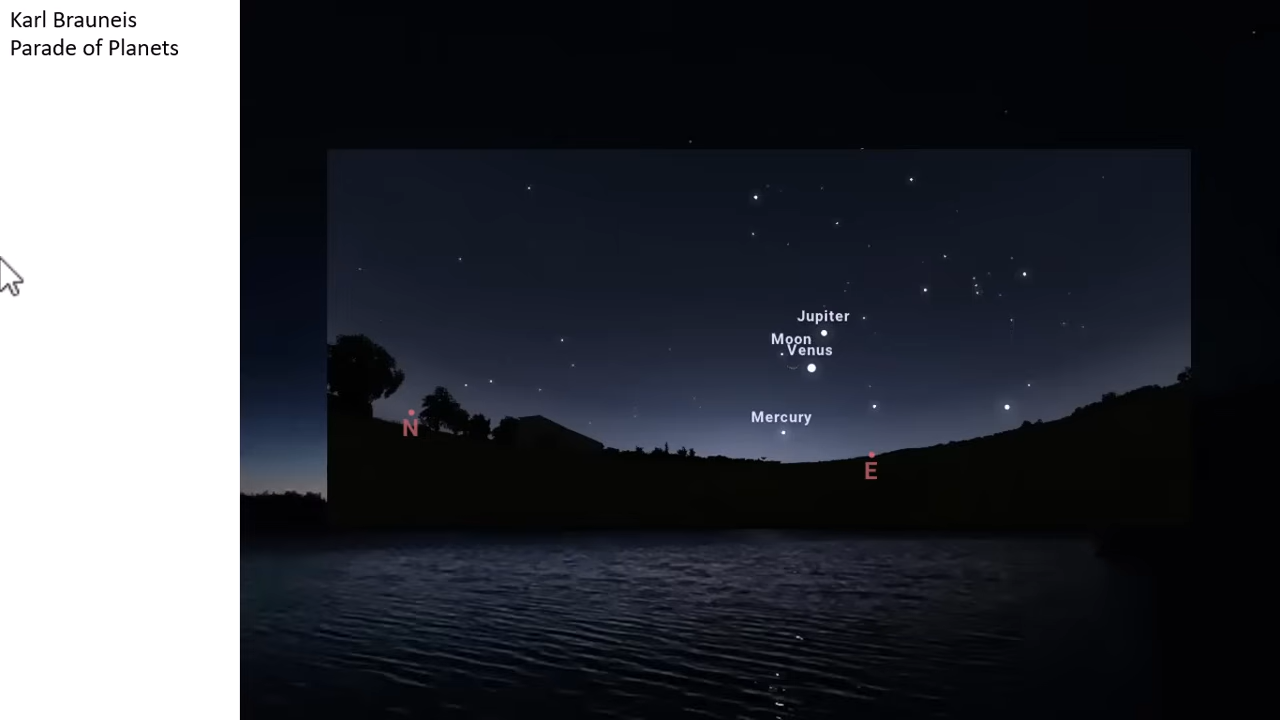 Karl Brauneis
Parade of Planets
Jupiter
Moon
Venus
Mercury
N
E